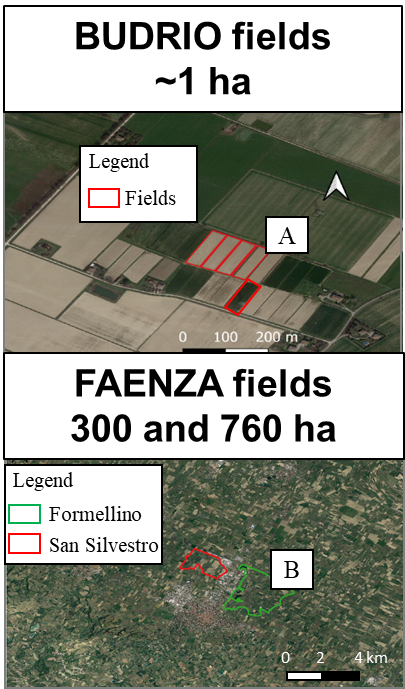 BUDRIO fields
~1 ha
Legend
Fields
A
0 100 200 m
FAENZA fields
300 and 760 ha
Legend
Formellino
San Silvestro
B
0 2 4 km